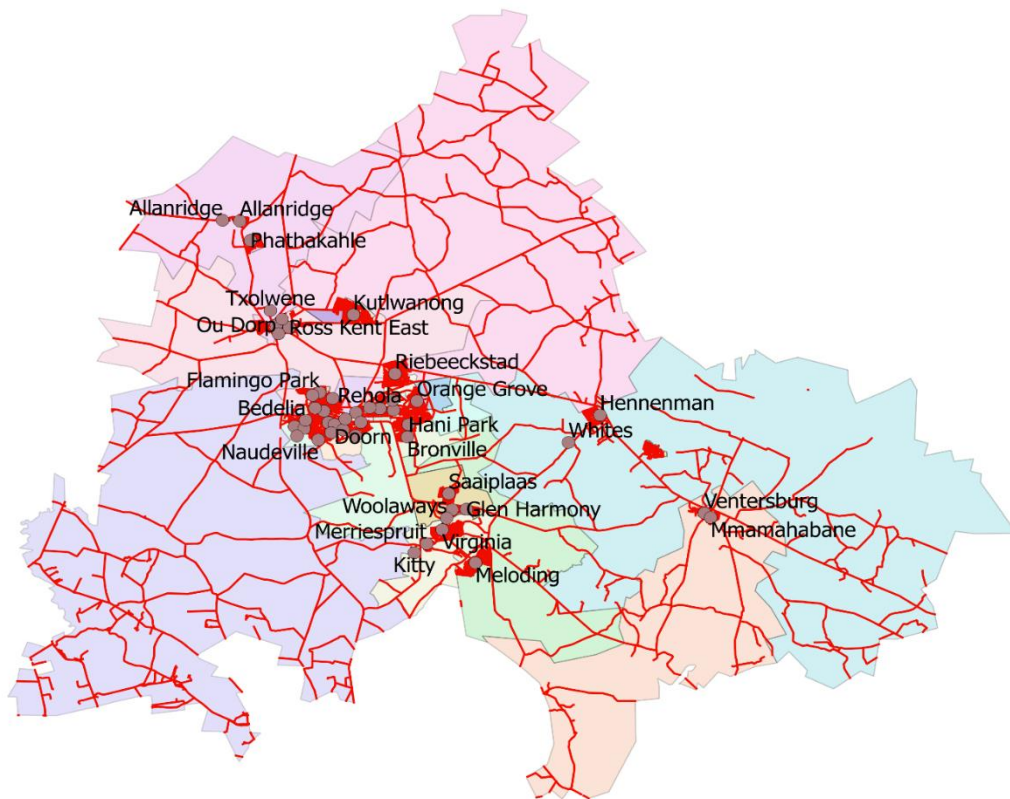 Allanridge
Allanridge
Phathakahle
Txolwene
Kutlwanong
Ou Dorp
Ross Kent East
Riebeeckstad
Flamingo Park
Rehola
Orange Grove
Bedelia
Hennenman
Hani Park
Doorn
Whites
Naudeville
Bronville
Saaiplaas
Woolaways
Glen Harmony
Ventersburg
Merriespruit
Mmamahabane
Virginia
Kitty
Meloding